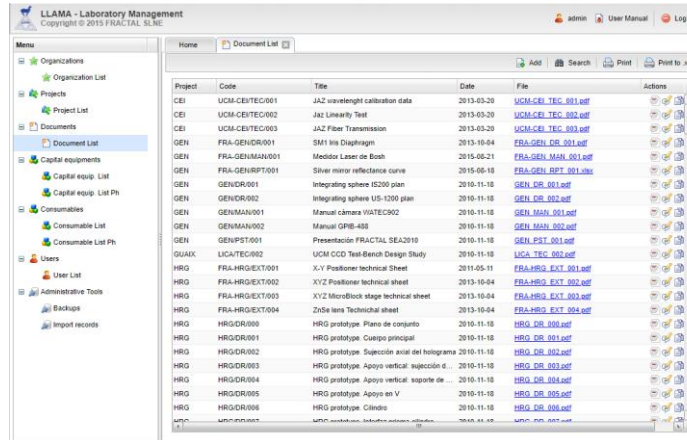 LLAMA - Laboratory Management
Copyright © 2015 FRACTAL SLNE
admin User Manual Log
Menu
Home Document List
Add Search Print Print to .x
Organizations
Organization List
Projects
Project List
Documents
Document List
Capital equipments
Capital equip. List
Capital equip. List Ph
Consumables
Consumable List
Consumable List Ph
Users
User List
Administrative Tools
Backups
Import records
Project Code Title Date File Actions
CEI UCM-CEI/TEC/001 JAZ wavelenght calibration data 2013-03-20 UCM-CEI_TEC_001.pdf
CEI UCM-CEI/TEC/002 Jaz Linearity Test 2013-03-20 UCM-CEI_TEC_002.pdf
CEI UCM-CEI/TEC/003 JAZ Fiber Transmission 2013-03-20 UCM-CEI_TEC_003.pdf
GEN FRA-GEN/DR/001 SM1 Iris Diaphragm 2013-10-04 FRA-GEN_DR_001.pdf
GEN FRA-GEN/MAN/001 Medidor Laser de Bosh 2015-06-21 FRA-GEN_MAN_001.pdf
GEN FRA-GEN/RPT/001 Silver mirror reflectance curve 2015-06-18 FRA-GEN_RPT_001.xlsx
GEN GEN/DR/001 Integrating sphere IS200 plan 2010-11-18 GEN_DR_001.pdf
GEN GEN/DR/002 Integrating sphere US-1200 plan 2010-11-18 GEN_DR_002.pdf
GEN GEN/MAN/001 Manual cámara WATEC902 2010-11-18 GEN_MAN_001.pdf
GEN GEN/MAN/002 Manual GPIB-488 2010-11-18 GEN_MAN_002.pdf
GEN GEN/PST/001 Presentación FRACTAL SEA2010 2010-11-18 GEN_PST_001.pdf
GUAIX LICA/TEC/002 UCM CCD Test-Bench Design Study 2010-11-18 LICA_TEC_002.pdf
HRG FRA-HRG/EXT/001 X-Y Positioner technical Sheet 2011-05-11 FRA-HRG_EXT_001.pdf
HRG FRA-HRG/EXT/002 XYZ Positioner technical sheet 2013-10-04 FRA-HRG_EXT_002.pdf
HRG FRA-HRG/EXT/003 XYZ MicroBlock stage technical sheet 2013-10-04 FRA-HRG_EXT_003.pdf
HRG FRA-HRG/EXT/004 ZnSe lens Technichal sheet 2013-10-04 FRA-HRG_EXT_004.pdf
HRG HRG/DR/000 HRG prototype. Plano de conjunto 2010-11-18 HRG_DR_000.pdf
HRG HRG/DR/001 HRG prototype. Cuerpo principal 2010-11-18 HRG_DR_001.pdf
HRG HRG/DR/002 HRG prototype. Sujección axial del holograma 2010-11-18 HRG_DR_002.pdf
HRG HRG/DR/003 HRG prototype. Apoyo vertical: sujección d... 2010-11-18 HRG_DR_003.pdf
HRG HRG/DR/004 HRG prototype. Apoyo vertical: soporte de ... 2010-11-18 HRG_DR_004.pdf
HRG HRG/DR/005 HRG prototype. Apoyo en V 2010-11-18 HRG_DR_005.pdf
HRG HRG/DR/006 HRG prototype. Cilindro 2010-11-18 HRG_DR_006.pdf